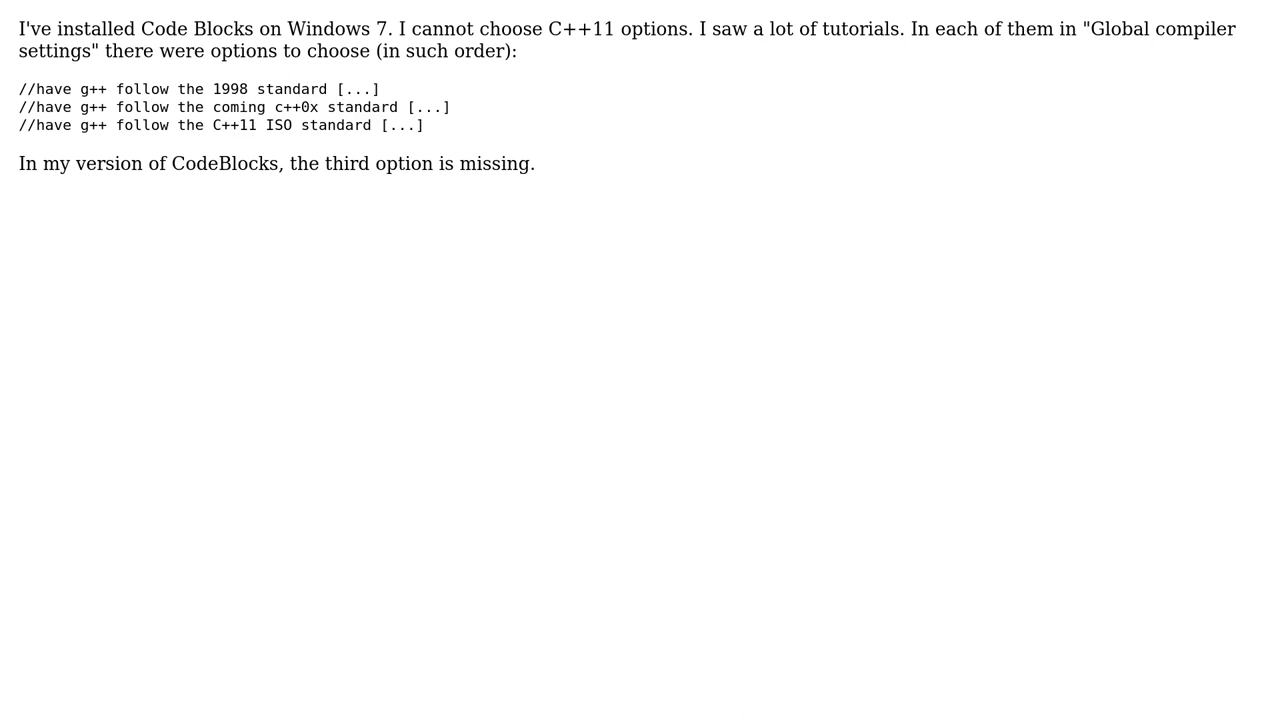 I've installed Code Blocks on Windows 7. I cannot choose C++11 options. I saw a lot of tutorials. In each of them in "Global compiler
settings" there were options to choose (in such order):
//have g++ follow the 1998 standard [...]
//have g++ follow the coming c++0x standard [...]
//have g++ follow the C++11 ISO standard [...]
In my version of CodeBlocks, the third option is missing.